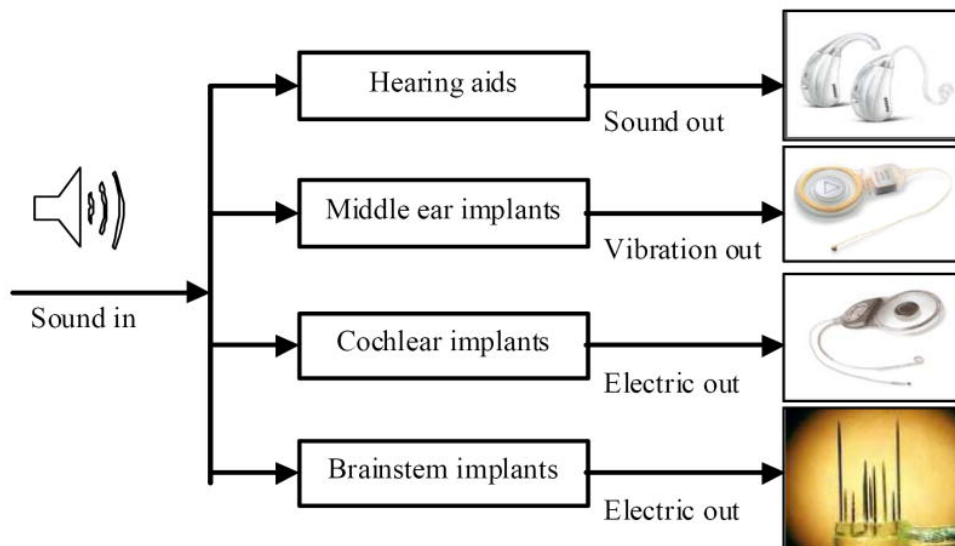 Hearing aids
Sound out
Middle ear implants
Vibration out
Sound in
Cochlear implants
Electric out
Brainstem implants
Electric out